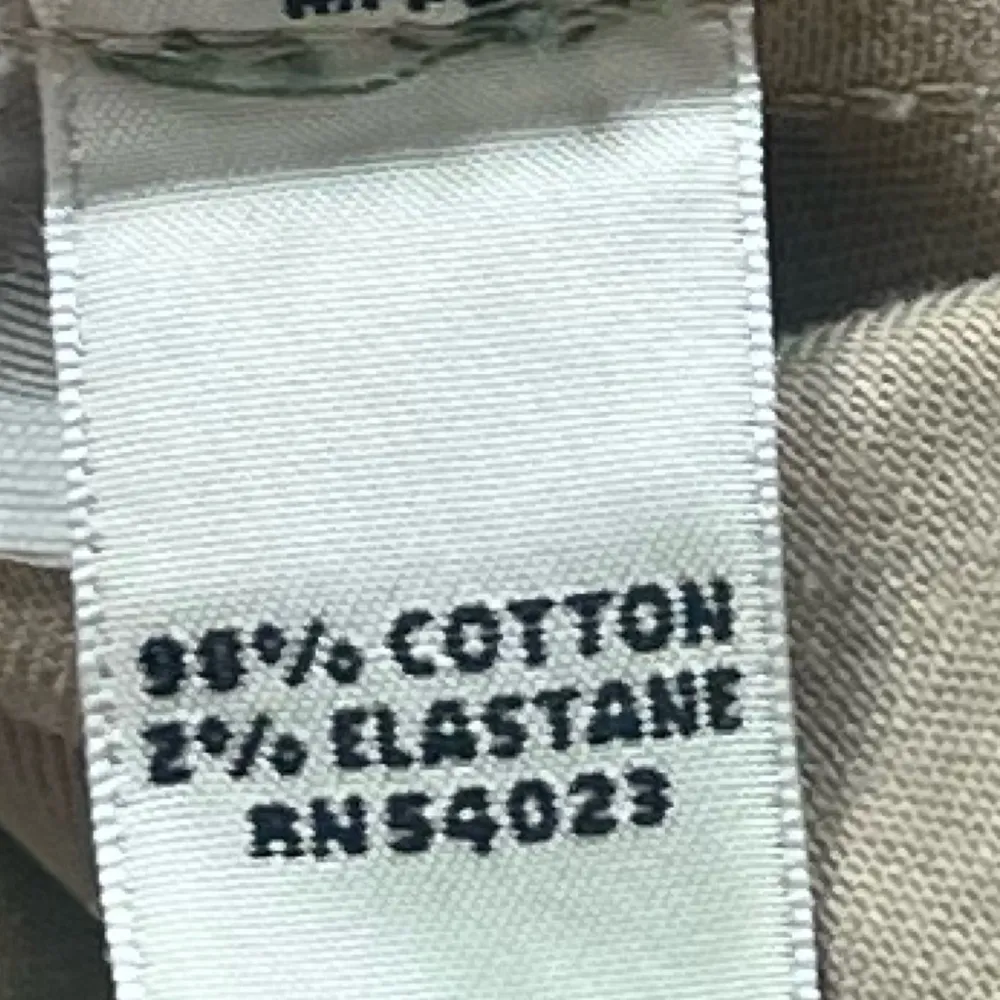 98% COTTON
2% ELASTANE
RN54023